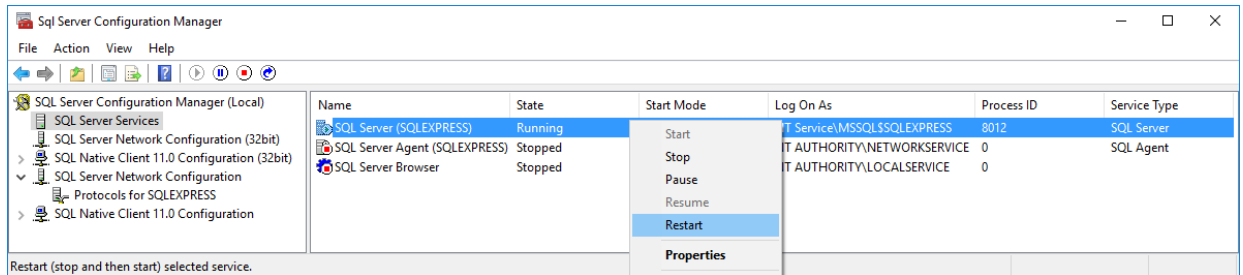 Sql Server Configuration Manager
File Action View Help
SQL Server Configuration Manager (Local)
SQL Server Services
SQL Server Network Configuration (32bit)
SQL Native Client 11.0 Configuration (32bit)
SQL Server Network Configuration
Protocols for SQLEXPRESS
SQL Native Client 11.0 Configuration
Name State Start Mode Log On As Process ID Service Type
SQL Server (SQLEXPRESS) Running T Service\MSSQL$SQLEXPRESS 8012 SQL Server
SQL Server Agent (SQLEXPRESS) Stopped IT AUTHORITY\NETWORKSERVICE 0 SQL Agent
SQL Server Browser Stopped IT AUTHORITY\LOCALSERVICE 0
Start
Stop
Pause
Resume
Restart
Properties
Restart (stop and then start) selected service.